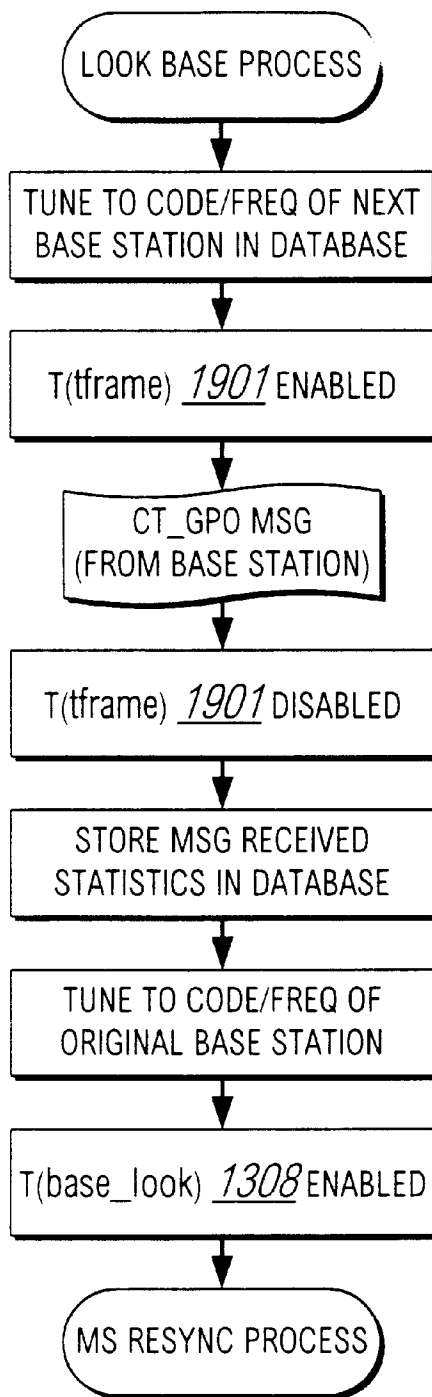 LOOK BASE PROCESS
TUNE TO CODE/FREQ OF NEXT
BASE STATION IN DATABASE
T(tframe) 1901 ENABLED
CT_GPO MSG
(FROM BASE STATION)
T(tframe) 1901 DISABLED
STORE MSG RECEIVED
STATISTICS IN DATABASE
TUNE TO CODE/FREQ OF
ORIGINAL BASE STATION
T(base_look) 1308 ENABLED
MS RESYNC PROCESS